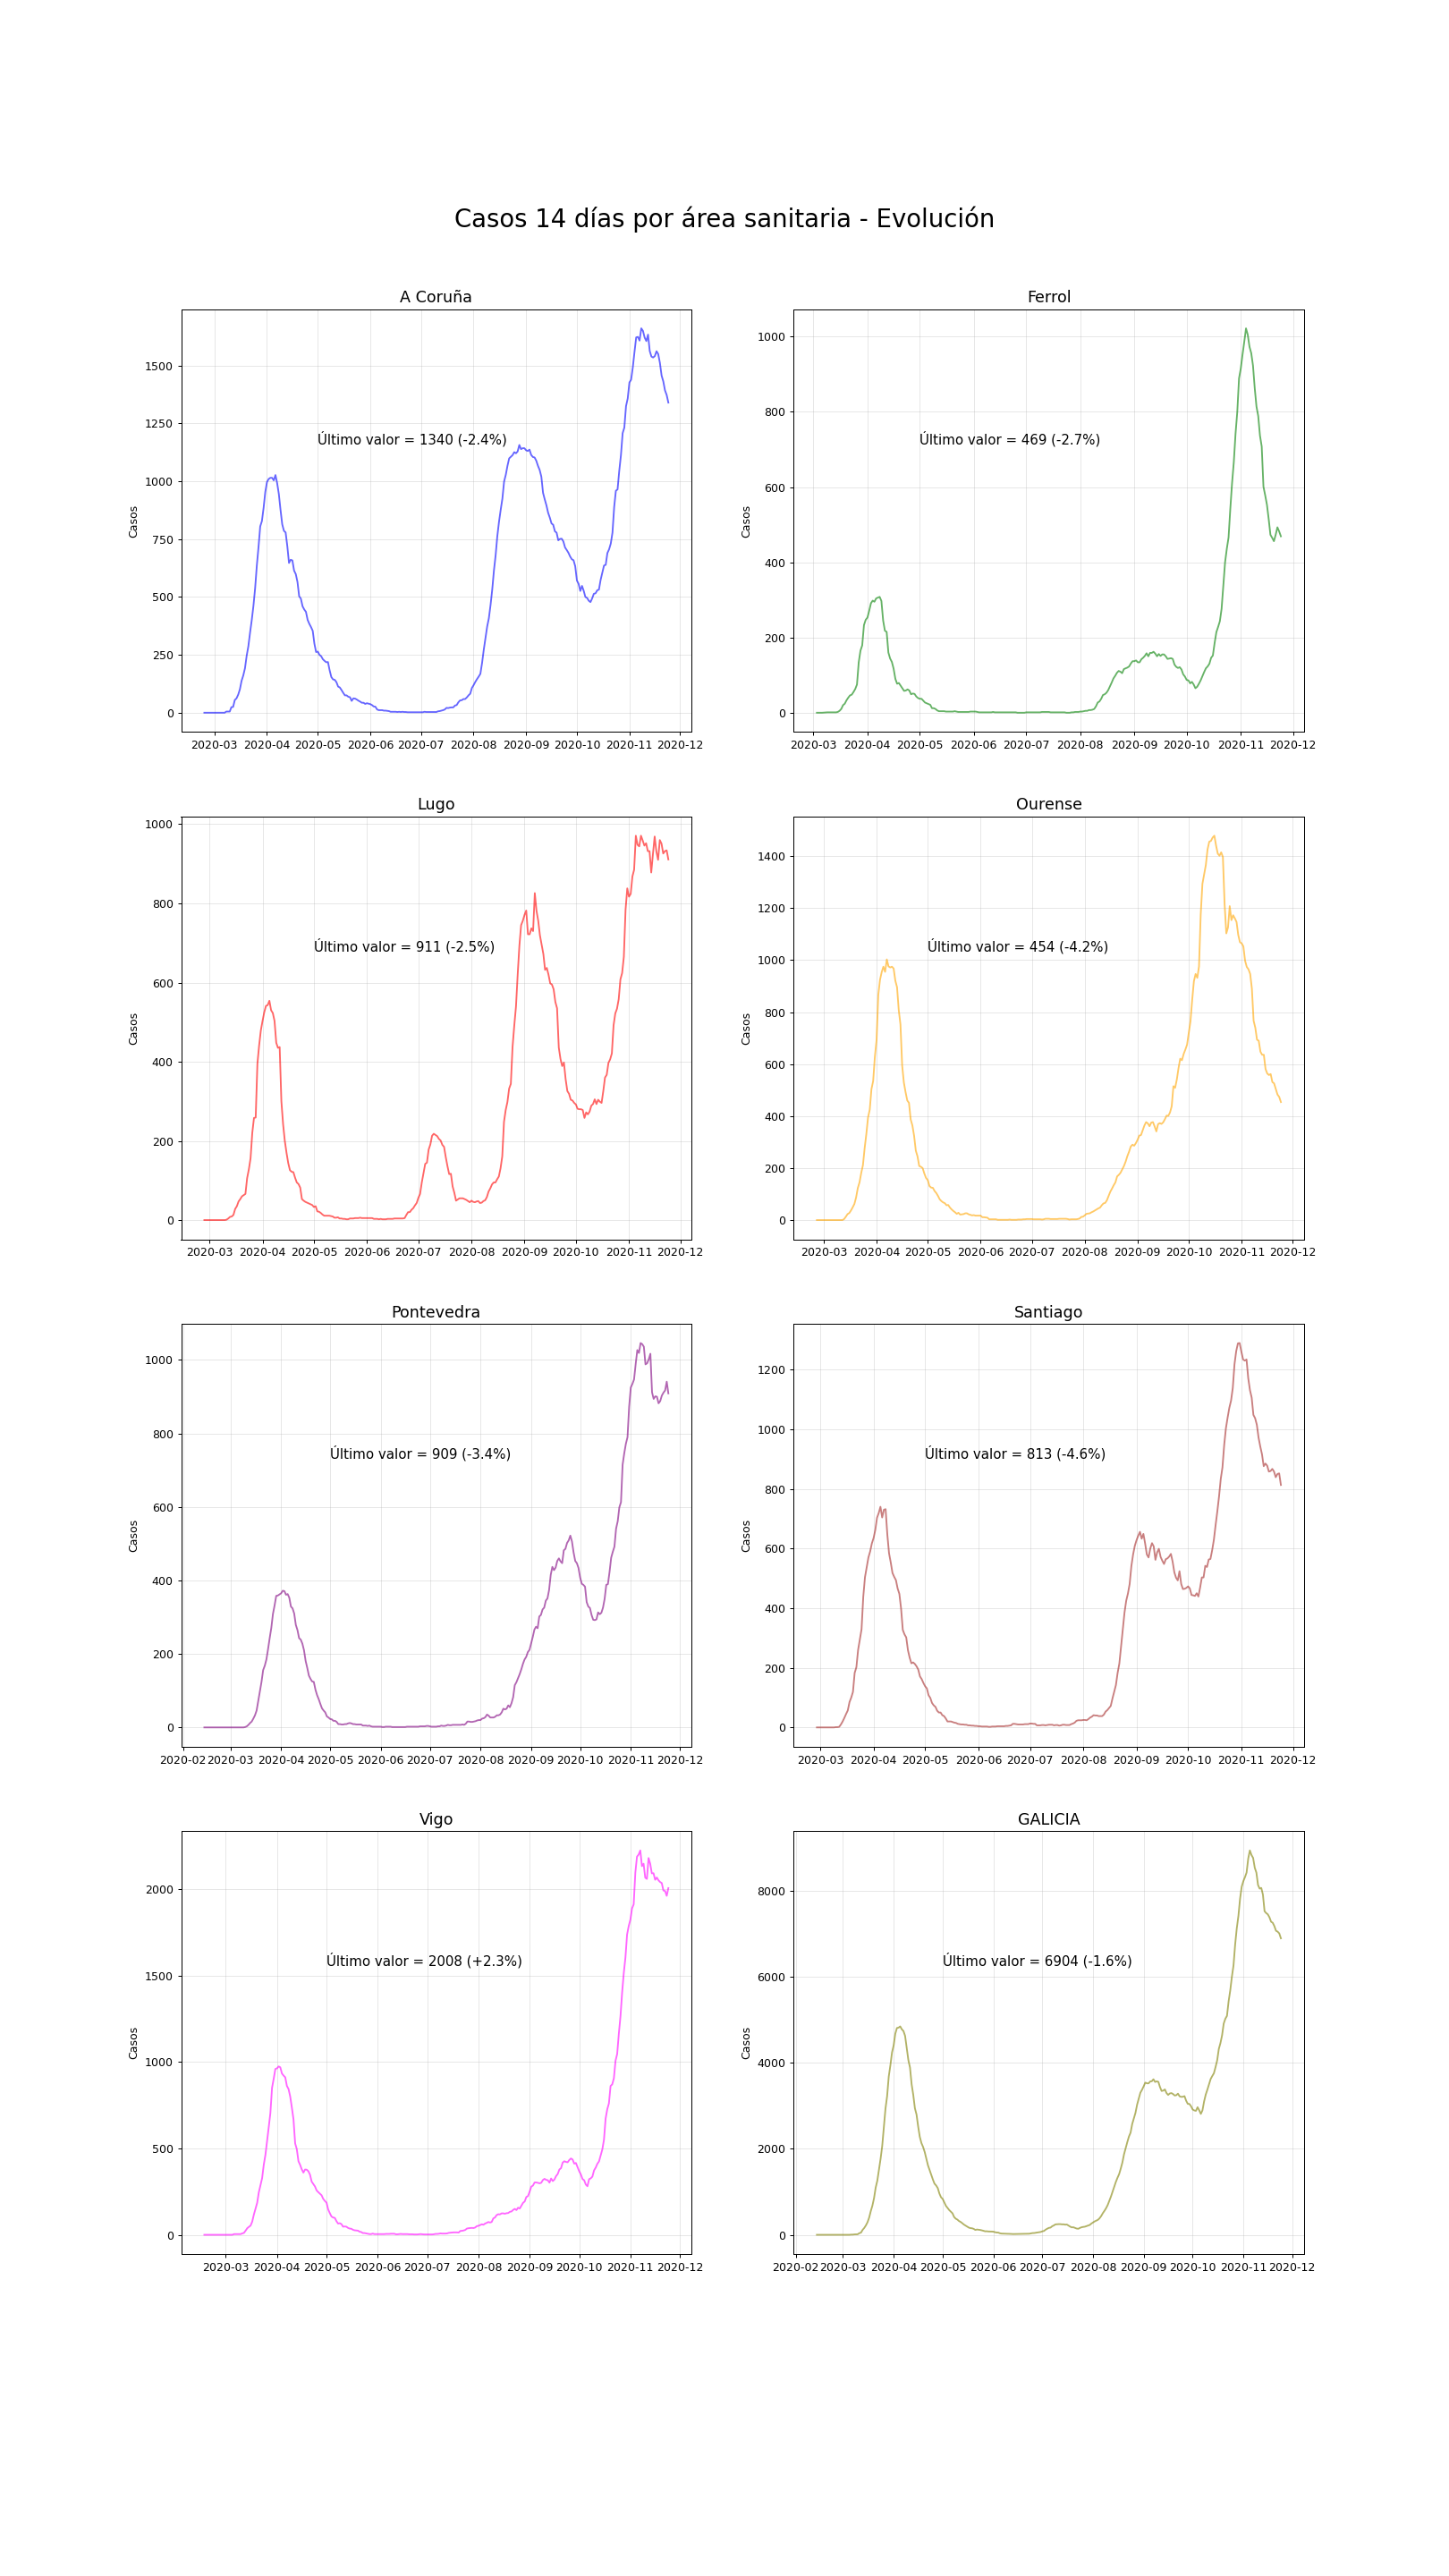 Casos 14 días por área sanitaria - Evolución
A Coruña
Casos
1500
1250
1000
750
500
250
0
Último valor = 1340 (-2.4%)
2020-03 2020-04 2020-05 2020-06 2020-07 2020-08 2020-09 2020-10 2020-11 2020-12
Ferrol
Casos
1000
800
600
400
200
0
Último valor = 469 (-2.7%)
2020-03 2020-04 2020-05 2020-06 2020-07 2020-08 2020-09 2020-10 2020-11 2020-12
Lugo
Casos
1000
800
600
400
200
0
Último valor = 911 (-2.5%)
2020-03 2020-04 2020-05 2020-06 2020-07 2020-08 2020-09 2020-10 2020-11 2020-12
Ourense
Casos
1400
1200
1000
800
600
400
200
0
Último valor = 454 (-4.2%)
2020-03 2020-04 2020-05 2020-06 2020-07 2020-08 2020-09 2020-10 2020-11 2020-12
Pontevedra
Casos
1000
800
600
400
200
0
Último valor = 909 (-3.4%)
2020-02 2020-03 2020-04 2020-05 2020-06 2020-07 2020-08 2020-09 2020-10 2020-11 2020-12
Santiago
Casos
1200
1000
800
600
400
200
0
Último valor = 813 (-4.6%)
2020-03 2020-04 2020-05 2020-06 2020-07 2020-08 2020-09 2020-10 2020-11 2020-12
Vigo
Casos
2000
1500
1000
500
0
Último valor = 2008 (+2.3%)
2020-03 2020-04 2020-05 2020-06 2020-07 2020-08 2020-09 2020-10 2020-11 2020-12
GALICIA
Casos
8000
6000
4000
2000
0
Último valor = 6904 (-1.6%)
2020-02 2020-03 2020-04 2020-05 2020-06 2020-07 2020-08 2020-09 2020-10 2020-11 2020-12